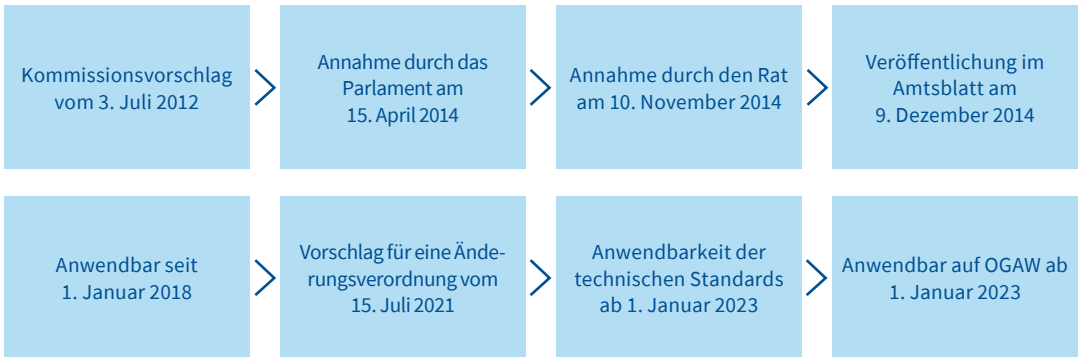 Kommissionsvorschlag
vom 3. Juli 2012
Annahme durch das
Parlament am
15. April 2014
Annahme durch den Rat
am 10. November 2014
Veröffentlichung im
Amtsblatt am
9. Dezember 2014
Anwendbar seit
1. Januar 2018
Vorschlag für eine Ände-
rungsverordnung vom
15. Juli 2021
Anwendbarkeit der
technischen Standards
ab 1. Januar 2023
Anwendbar auf OGAW ab
1. Januar 2023